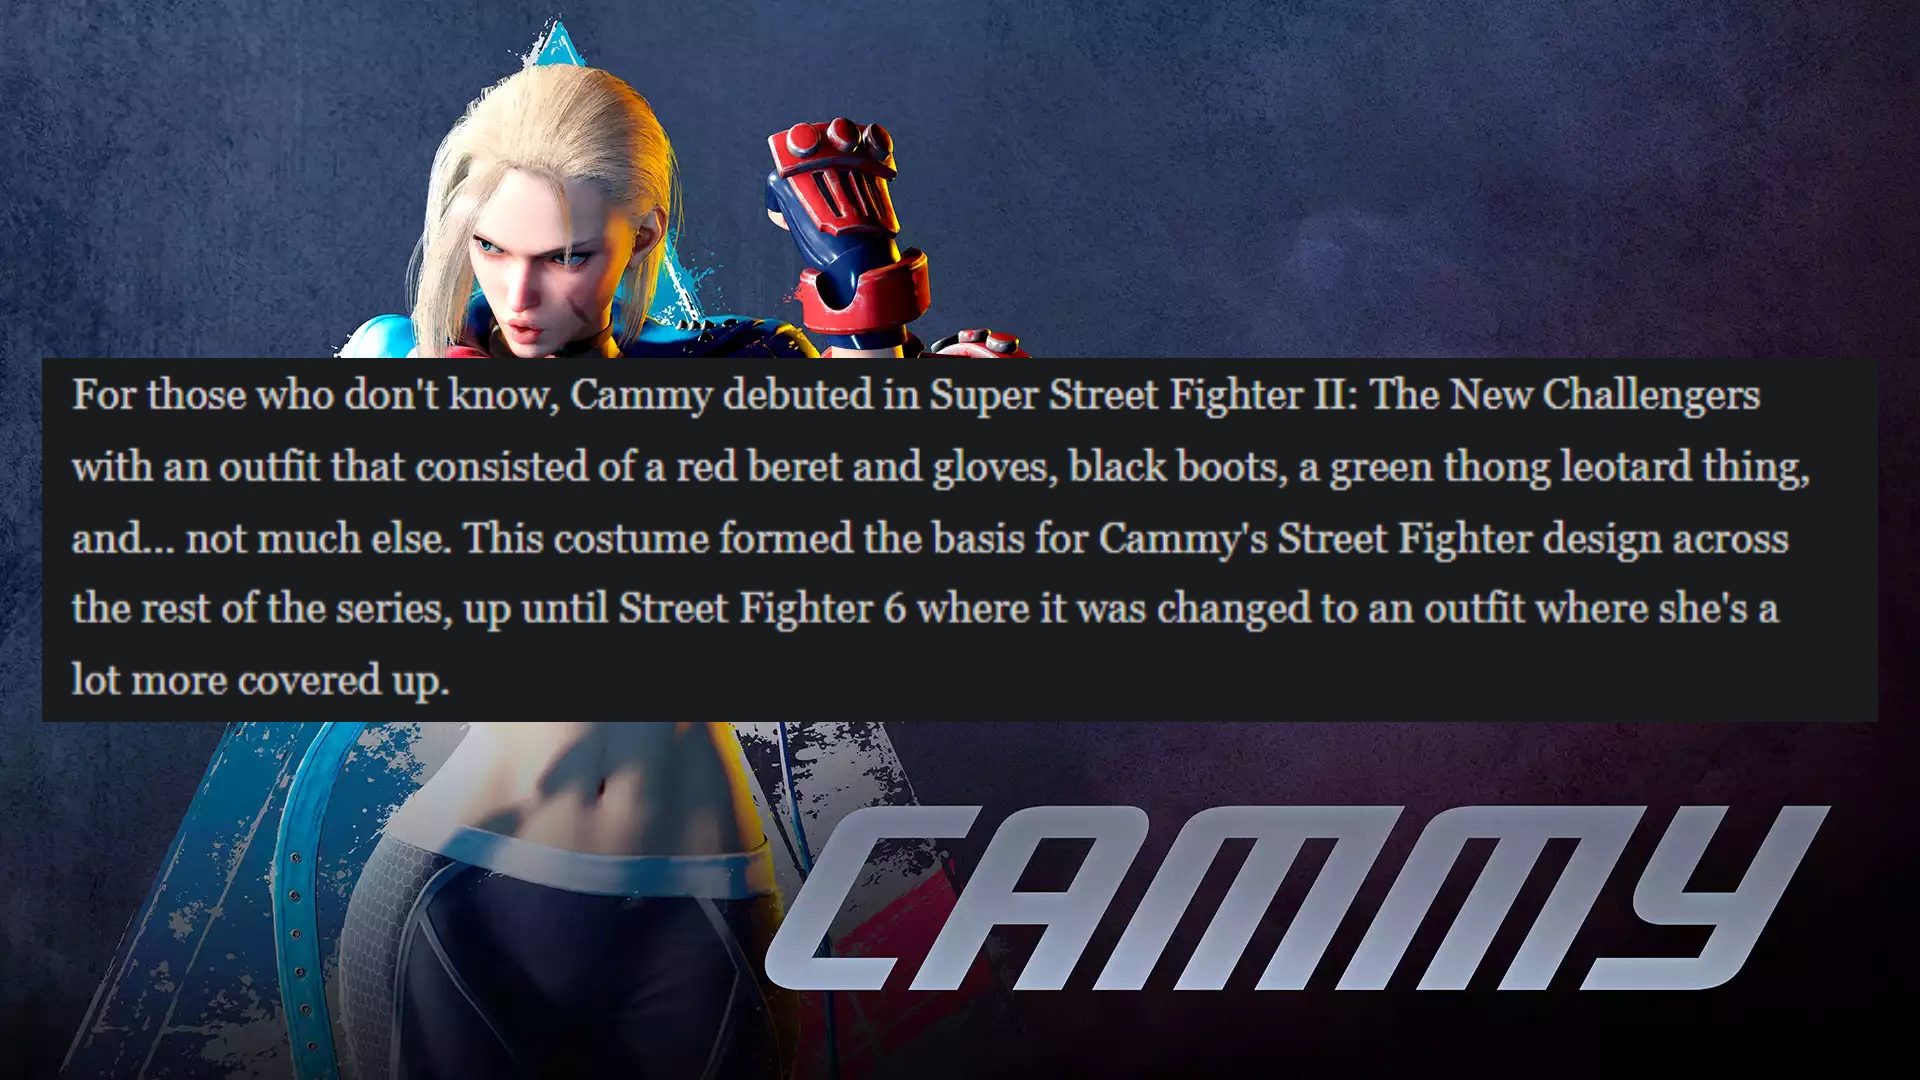 For those who don't know, Cammy debuted in Super Street Fighter II: The New Challengers
with an outfit that consisted of a red beret and gloves, black boots, a green thong leotard thing,
and... not much else. This costume formed the basis for Cammy's Street Fighter design across
the rest of the series, up until Street Fighter 6 where it was changed to an outfit where she's a
lot more covered up.
CAMMY